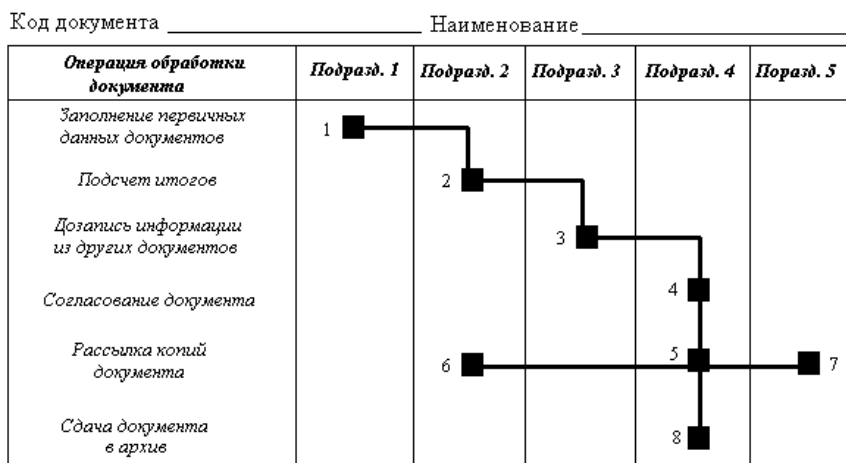 Код документа Наименование
Операция обработки документа Подразд. 1 Подразд. 2 Подразд. 3 Подразд. 4 Поразд. 5
Заполнение первичных
данных документов
1
Подсчет итогов
2
Дозапись информации
из других документов
3
Согласование документа
4
Рассылка копий
документа
6 5 7
Сдача документа
в архив
8